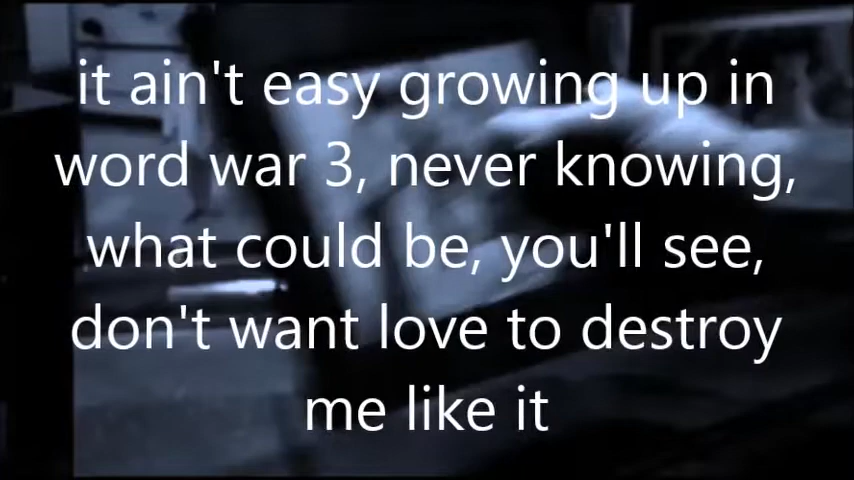 it ain't easy growing up in
word war 3, never knowing,
what could be, you'll see,
don't want love to destroy
me like it